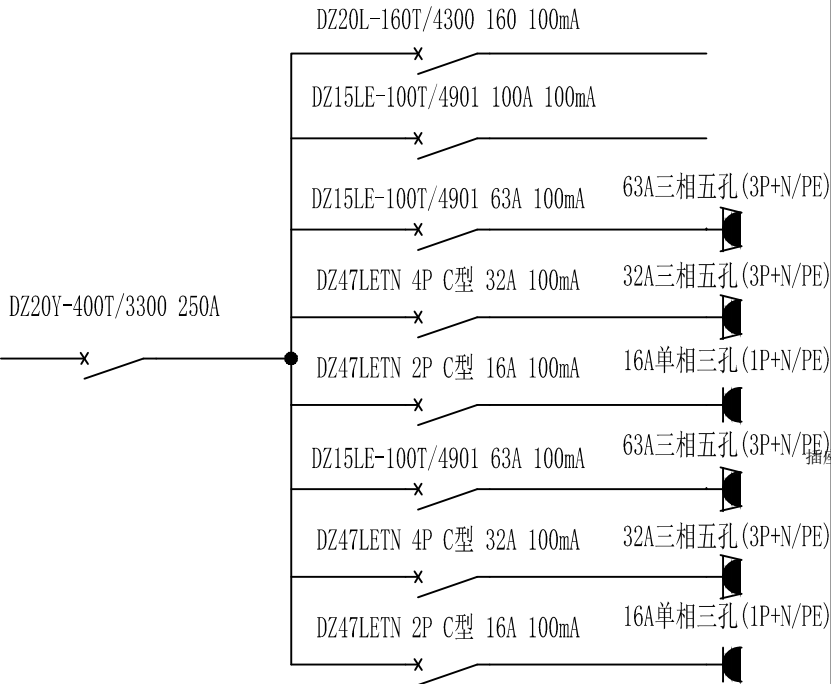 DZ20L-160T/4300 160 100mA
DZ15LE-100T/4901 100A 100mA
DZ15LE-100T/4901 63A 100mA
63A三相五孔(3P+N/PE)
DZ47LETN 4P C型 32A 100mA
32A三相五孔(3P+N/PE)
DZ20Y-400T/3300 250A
DZ47LETN 2P C型 16A 100mA
16A单相三孔(1P+N/PE)
DZ15LE-100T/4901 63A 100mA
63A三相五孔(3P+N/PE)
DZ47LETN 4P C型 32A 100mA
32A三相五孔(3P+N/PE)
DZ47LETN 2P C型 16A 100mA
16A单相三孔(1P+N/PE)